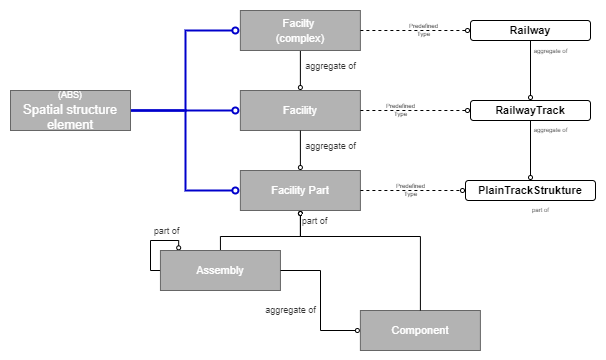 Facilty
(complex)
Predefined
Type
Railway
aggregate of
aggregate of
(ABS)
Spatial structure
element
Facility
Predefined
Type
RailwayTrack
aggregate of
aggregate of
Facility Part
Predefined
Type
PlainTrackStrukture
part of
part of
part of
Assembly
aggregate of
Component